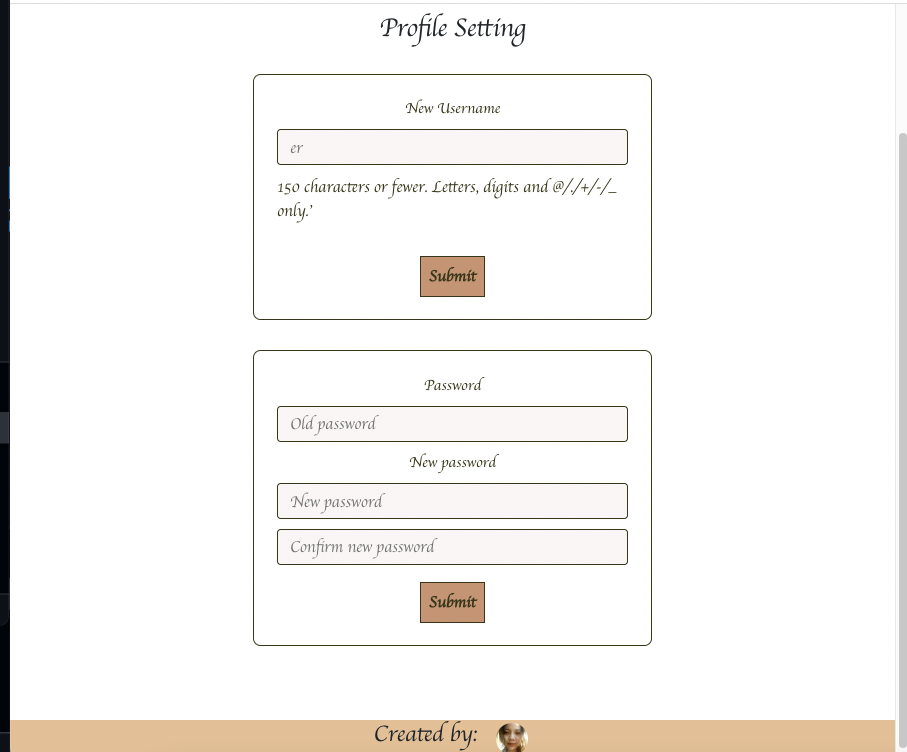 Profile Setting
New Username
er
150 characters or fewer. Letters, digits and @/./+/-/_
only.'
Submit
Password
Old password
New password
New password
Confirm new password
Submit
Created by: